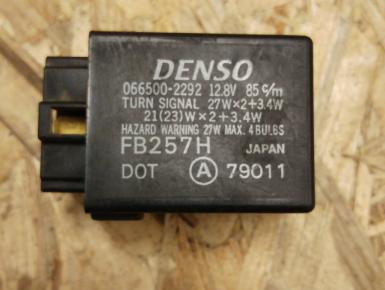 DENSO
066500-2292 12.8V 85 c/m
TURN SIGNAL 27W×2+3.4W
21(23)W×2+3.4W
HAZARD WARNING 27W MAX. 4 BULBS
FB257H JAPAN
DOT Ⓐ 79011